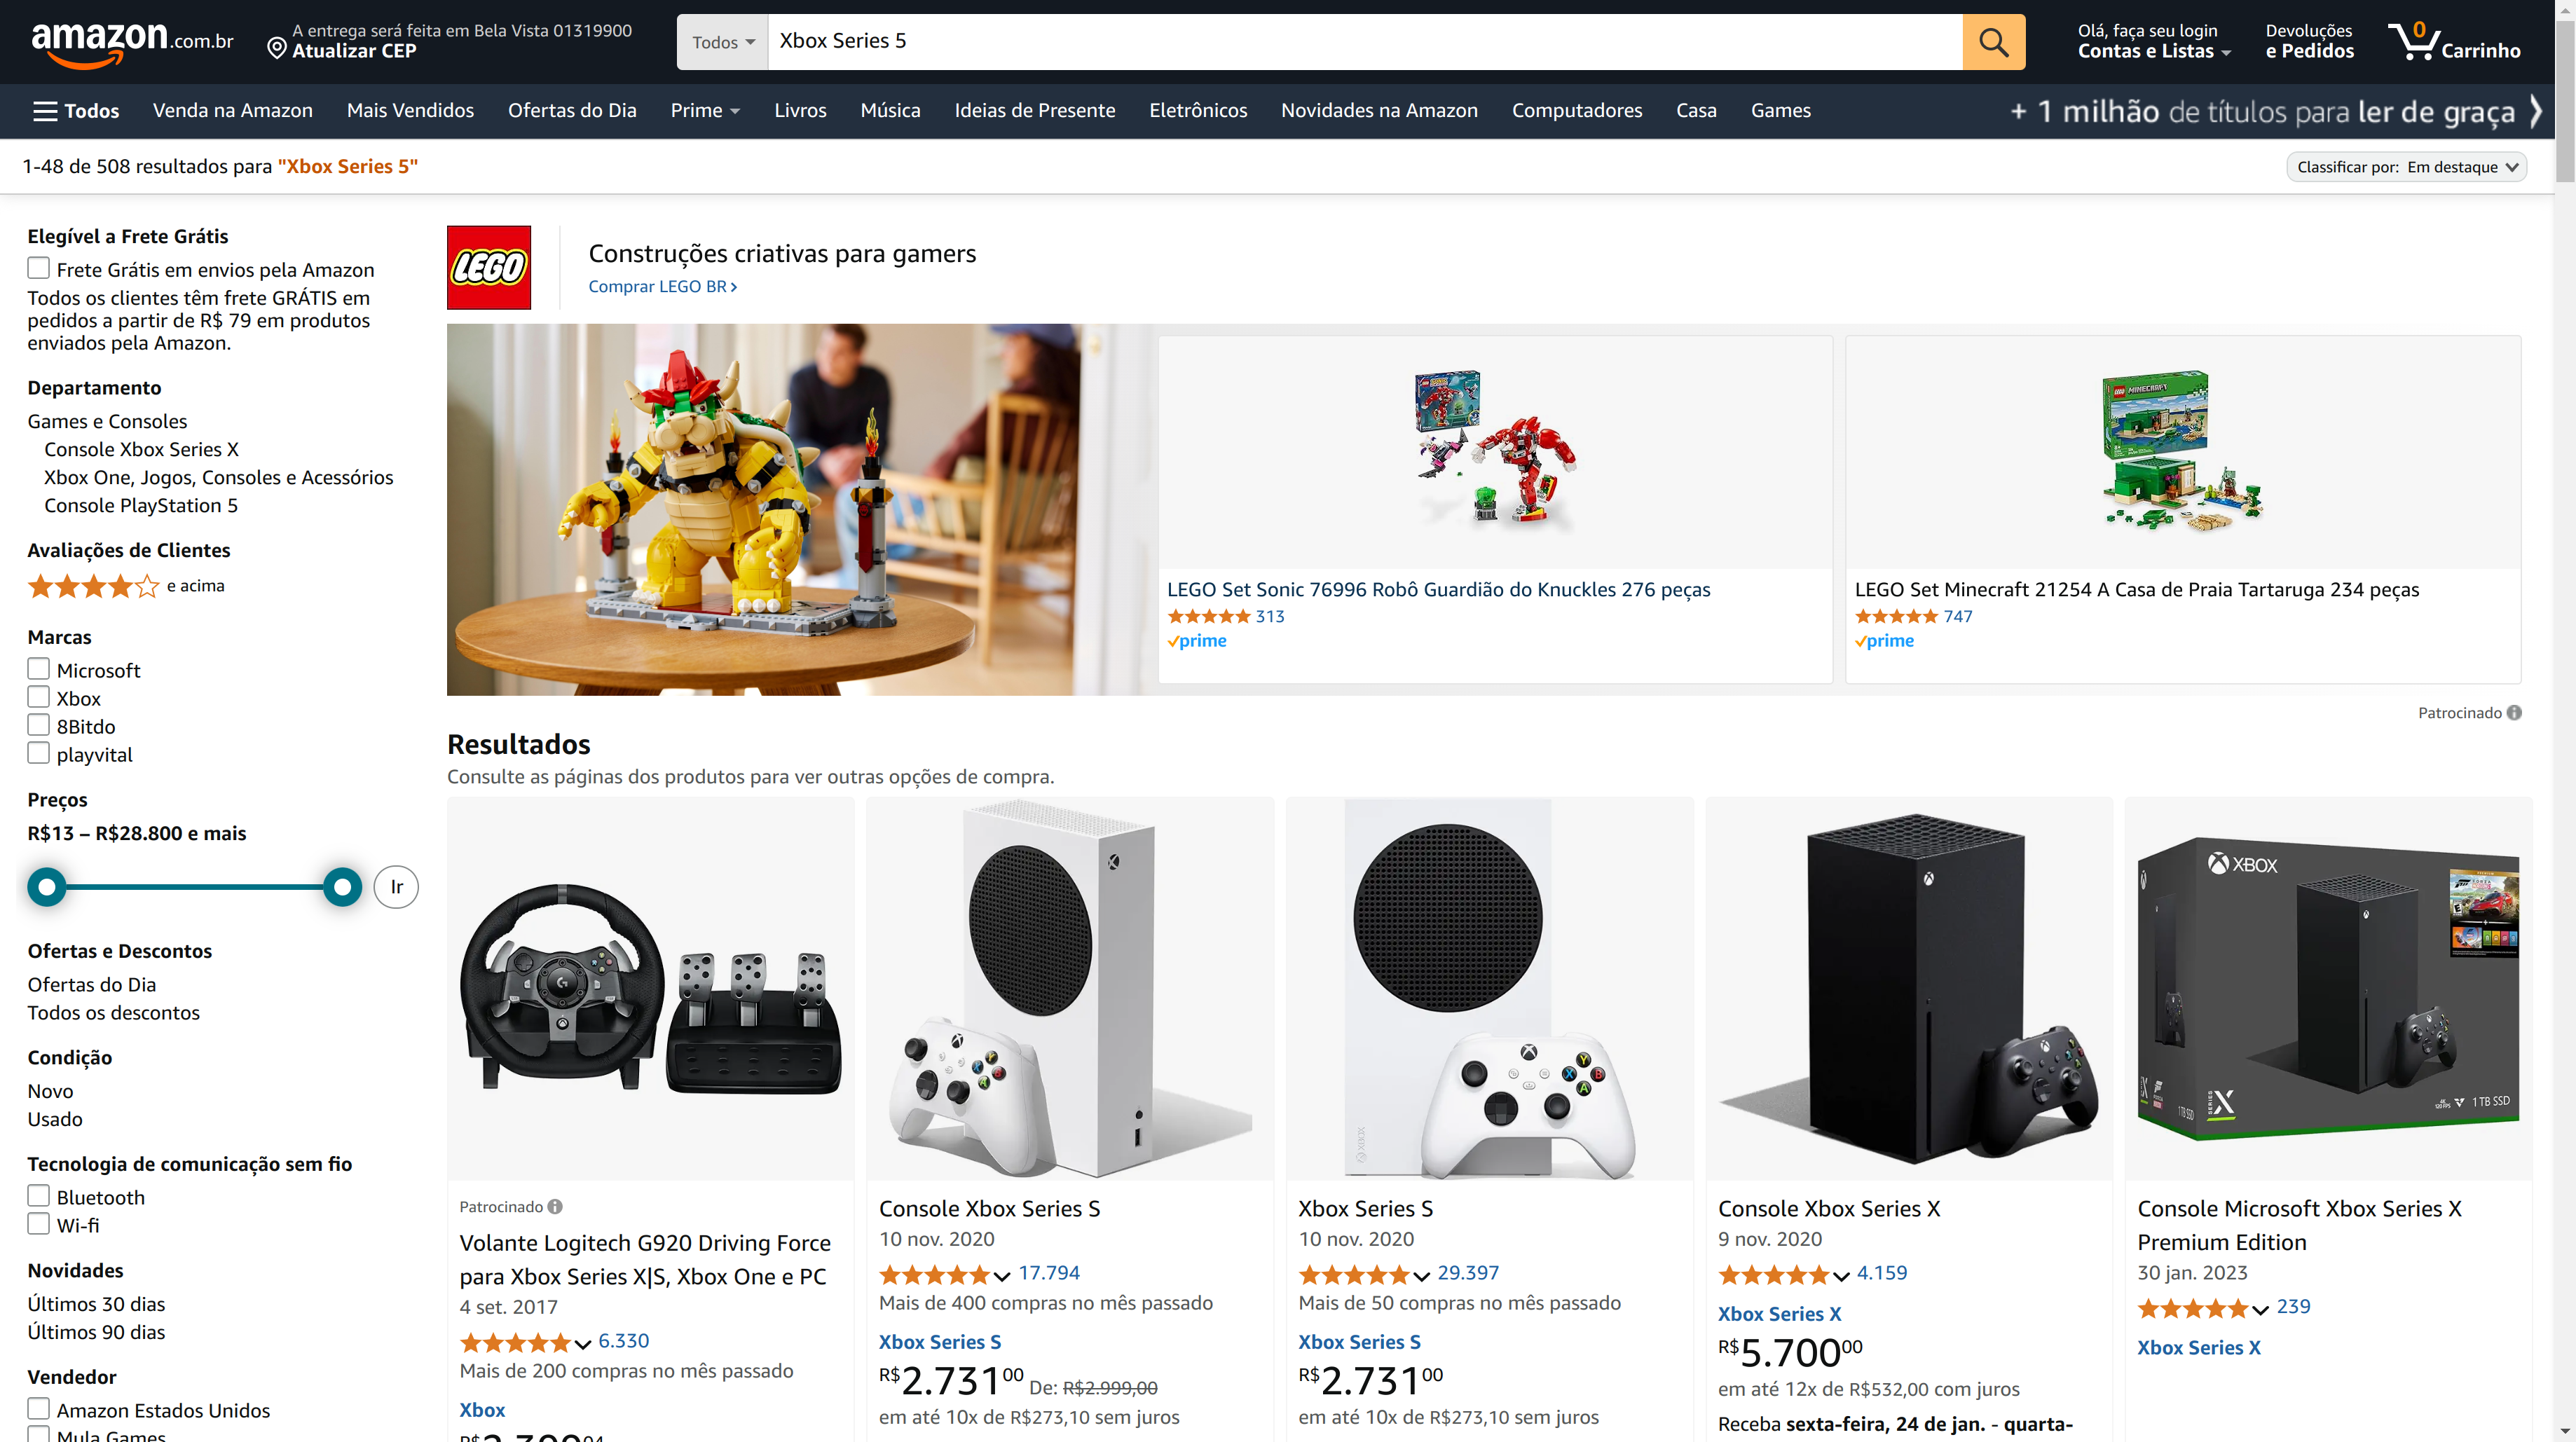 amazon.com.br
A entrega será feita em Bela Vista 01319900
Atualizar CEP
Todos
Xbox Series 5
Olá, faça seu login
Contas e Listas
Devoluções
e Pedidos
0
Carrinho
Todos
Venda na Amazon
Mais Vendidos
Ofertas do Dia
Prime
Livros
Música
Ideias de Presente
Eletrônicos
Novidades na Amazon
Computadores
Casa
Games
+ 1 milhão de títulos para ler de graça
1-48 de 508 resultados para "Xbox Series 5"
Classificar por: Em destaque
Elegível a Frete Grátis
Frete Grátis em envios pela Amazon
Todos os clientes têm frete GRÁTIS em
pedidos a partir de R$ 79 em produtos
enviados pela Amazon.
Departamento
Games e Consoles
Console Xbox Series X
Xbox One, Jogos, Consoles e Acessórios
Console PlayStation 5
Avaliações de Clientes
e acima
Marcas
Microsoft
Xbox
8Bitdo
playvital
Preços
R$13 – R$28.800 e mais
Ir
Ofertas e Descontos
Ofertas do Dia
Todos os descontos
Condição
Novo
Usado
Tecnologia de comunicação sem fio
Bluetooth
Wi-fi
Novidades
Últimos 30 dias
Últimos 90 dias
Vendedor
Amazon Estados Unidos
Mula Games
LEGO
Construções criativas para gamers
Comprar LEGO BR
LEGO Set Sonic 76996 Robô Guardião do Knuckles 276 peças
313
prime
MINECRAFT
LEGO Set Minecraft 21254 A Casa de Praia Tartaruga 234 peças
747
prime
Patrocinado
Resultados
Consulte as páginas dos produtos para ver outras opções de compra.
Patrocinado
Volante Logitech G920 Driving Force
para Xbox Series X|S, Xbox One e PC
4 set. 2017
6.330
Mais de 200 compras no mês passado
Xbox
XBOX
Y
X
B
A
Console Xbox Series S
10 nov. 2020
17.794
Mais de 400 compras no mês passado
Xbox Series S
R$2.73100 De: R$2.999,00
em até 10x de R$273,10 sem juros
Xbox Series S
10 nov. 2020
29.397
Mais de 50 compras no mês passado
Xbox Series S
R$2.73100
em até 10x de R$273,10 sem juros
Console Xbox Series X
9 nov. 2020
4.159
Xbox Series X
R$5.70000
em até 12x de R$532,00 com juros
Receba sexta-feira, 24 de jan. - quarta-
XBOX
SERIES X
1 TB SSD
Console Microsoft Xbox Series X
Premium Edition
30 jan. 2023
239
Xbox Series X